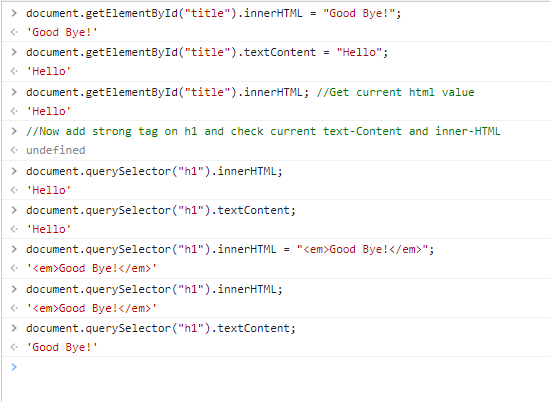 document.getElementById("title").innerHTML = "Good Bye!";
'Good Bye!'
document.getElementById("title").textContent = "Hello";
'Hello'
document.getElementById("title").innerHTML; //Get current html value
'Hello'
//Now add strong tag on h1 and check current text-Content and inner-HTML
undefined
document.querySelector("h1").innerHTML;
'Hello'
document.querySelector("h1").textContent;
'Hello'
document.querySelector("h1").innerHTML = "<em>Good Bye!</em>";
'<em>Good Bye!</em>'
document.querySelector("h1").innerHTML;
'<em>Good Bye!</em>'
document.querySelector("h1").textContent;
'Good Bye!'